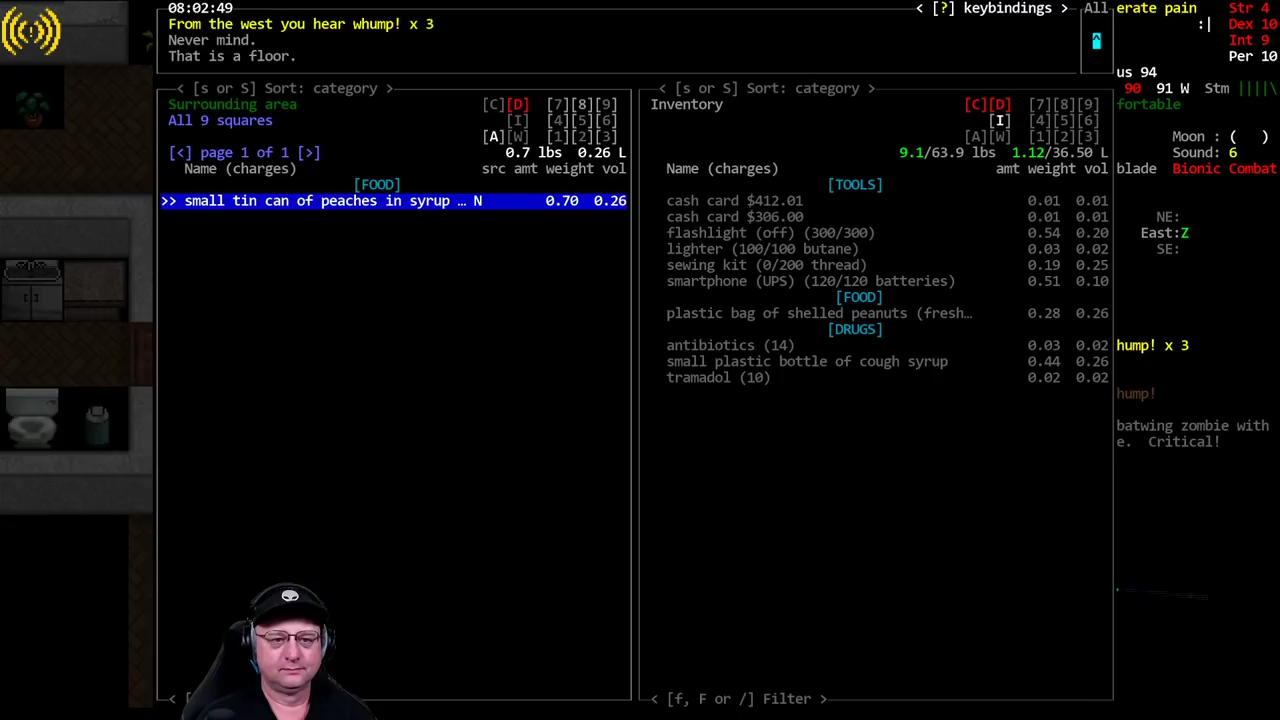 08:02:49
From the west you hear whump! x 3
Never mind.
That is a floor.
< [?] keybindings >
All
^
erate pain
:|
Str 4
Dex 10
Int 9
Per 10
us 94
90 91 W Stm ||||\
fortable
Moon : ( )
Sound: 6
blade Bionic Combat
NE:
East:Z
SE:
hump! x 3
hump!
batwing zombie with
e. Critical!
< [s or S] Sort: category >
Surrounding area [C][D] [7][8][9]
All 9 squares [I] [4][5][6]
[A][W] [1][2][3]
[<] page 1 of 1 [>] 0.7 lbs 0.26 L
Name (charges) src amt weight vol
[FOOD]
>> small tin can of peaches in syrup … N 0.70 0.26
< [s or S] Sort: category >
Inventory [C][D] [7][8][9]
[I] [4][5][6]
[A][W] [1][2][3]
9.1/63.9 lbs 1.12/36.50 L
Name (charges) amt weight vol
[TOOLS]
cash card $412.01 0.01 0.01
cash card $306.00 0.01 0.01
flashlight (off) (300/300) 0.54 0.20
lighter (100/100 butane) 0.03 0.02
sewing kit (0/200 thread) 0.19 0.25
smartphone (UPS) (120/120 batteries) 0.51 0.10
[FOOD]
plastic bag of shelled peanuts (fresh… 0.28 0.26
[DRUGS]
antibiotics (14) 0.03 0.02
small plastic bottle of cough syrup 0.44 0.26
tramadol (10) 0.02 0.02
< [
< [f, F or /] Filter >